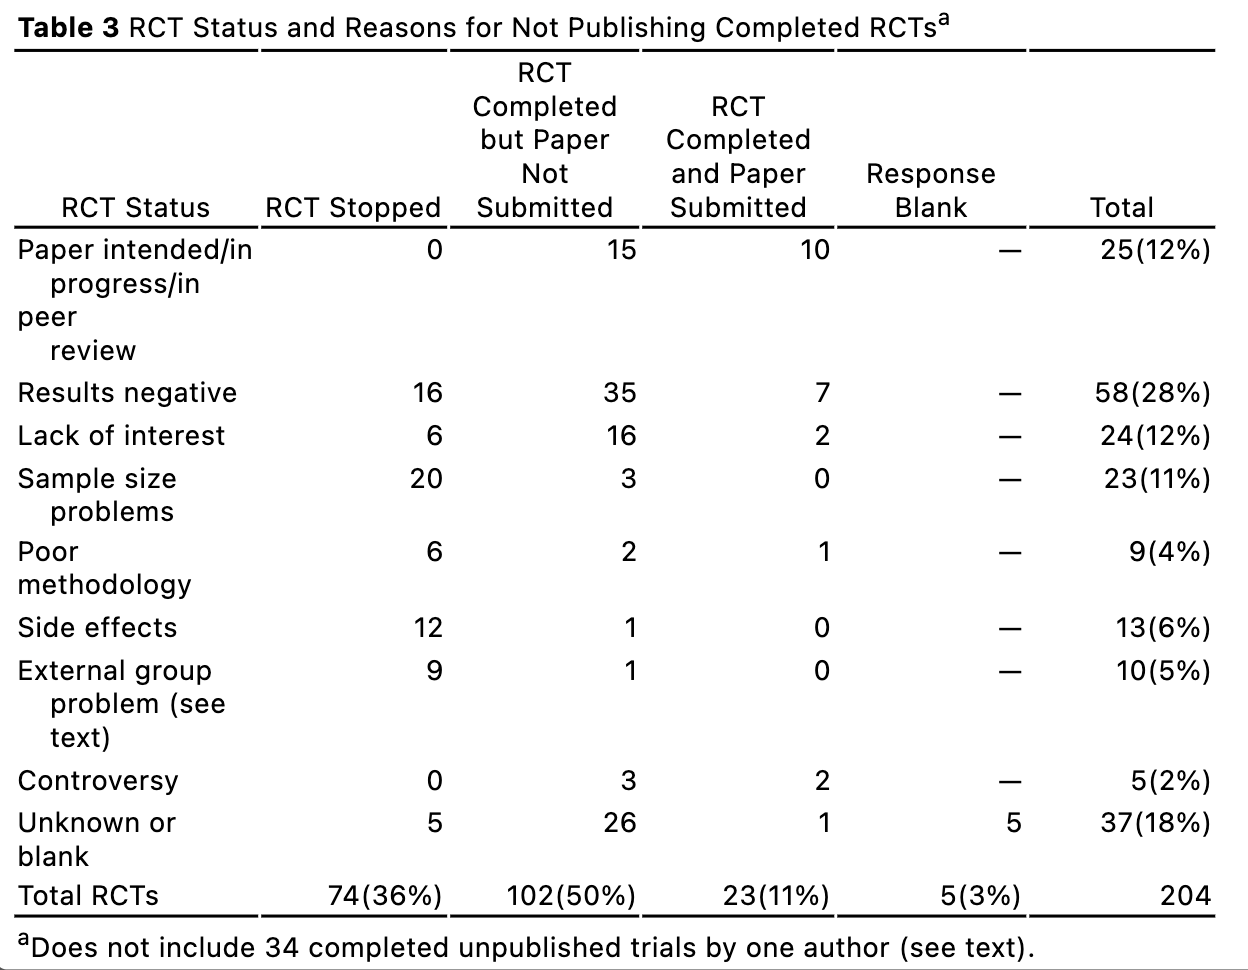 Table 3 RCT Status and Reasons for Not Publishing Completed RCTsa
RCT
Completed RCT
but Paper Completed
Not and Paper Response
RCT Status RCT Stopped Submitted Submitted Blank Total
Paper intended/in 0 15 10 — 25(12%)
progress/in
peer
review
Results negative 16 35 7 — 58(28%)
Lack of interest 6 16 2 — 24(12%)
Sample size 20 3 0 — 23(11%)
problems
Poor 6 2 1 — 9(4%)
methodology
Side effects 12 1 0 — 13(6%)
External group 9 1 0 — 10(5%)
problem (see
text)
Controversy 0 3 2 — 5(2%)
Unknown or 5 26 1 5 37(18%)
blank
Total RCTs 74(36%) 102(50%) 23(11%) 5(3%) 204
aDoes not include 34 completed unpublished trials by one author (see text).